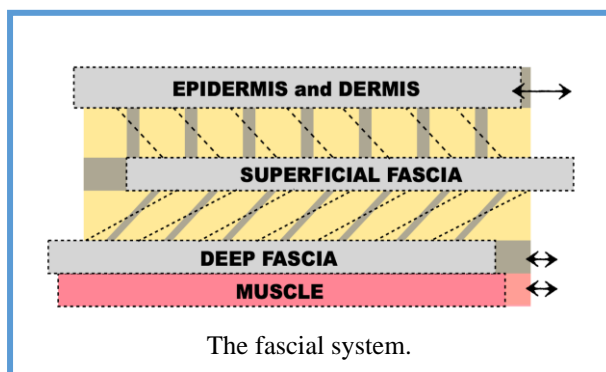 EPIDERMIS and DERMIS
SUPERFICIAL FASCIA
DEEP FASCIA
MUSCLE
The fascial system.